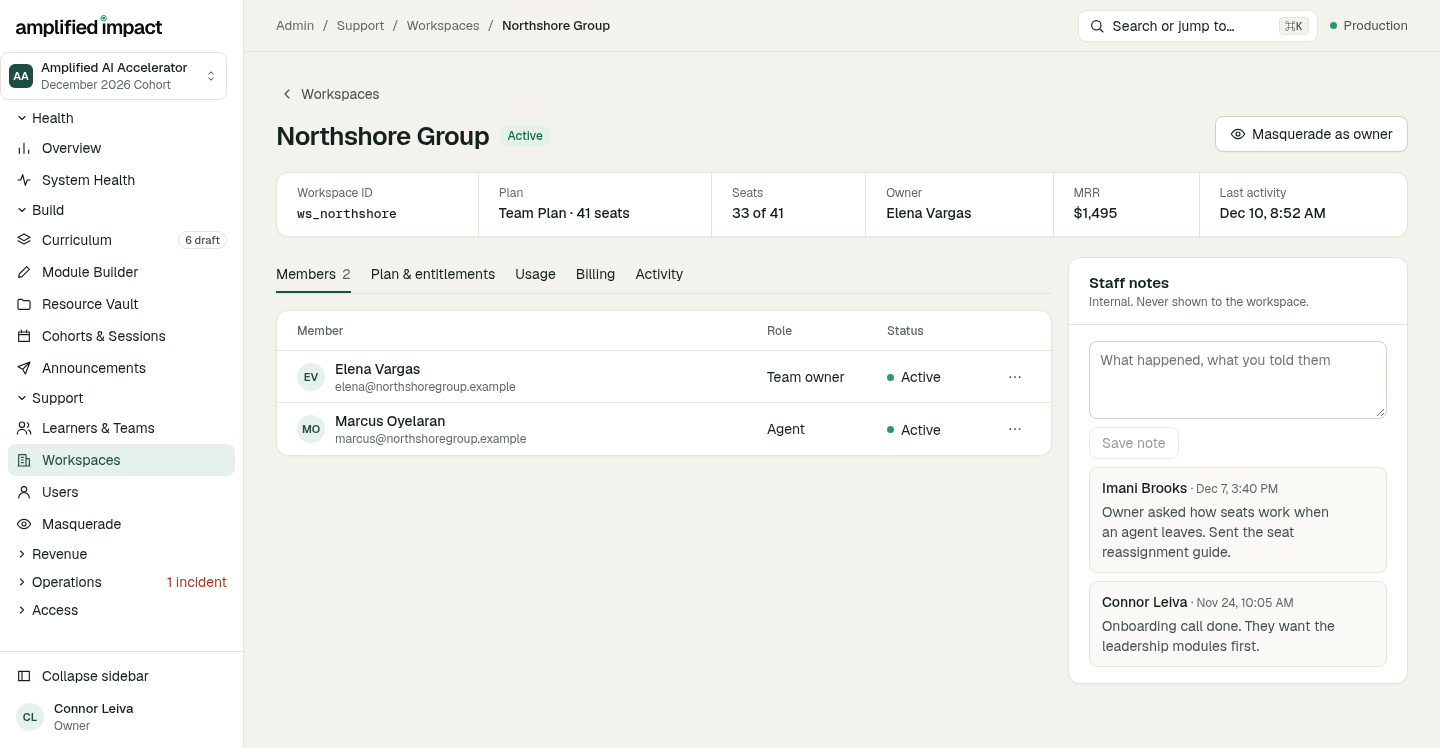 amplified impact
AA
Amplified AI Accelerator
December 2026 Cohort
Health
Overview
System Health
Build
Curriculum
6 draft
Module Builder
Resource Vault
Cohorts & Sessions
Announcements
Support
Learners & Teams
Workspaces
Users
Masquerade
Revenue
Operations
1 incident
Access
Collapse sidebar
CL
Connor Leiva
Owner
Admin / Support / Workspaces / Northshore Group
Search or jump to…
⌘K
Production
Workspaces
Northshore Group
Active
Masquerade as owner
Workspace ID
ws_northshore
Plan
Team Plan · 41 seats
Seats
33 of 41
Owner
Elena Vargas
MRR
$1,495
Last activity
Dec 10, 8:52 AM
Members 2
Plan & entitlements
Usage
Billing
Activity
Member
Role
Status
EV
Elena Vargas
elena@northshoregroup.example
Team owner
Active
MO
Marcus Oyelaran
marcus@northshoregroup.example
Agent
Active
Staff notes
Internal. Never shown to the workspace.
What happened, what you told them
Save note
Imani Brooks · Dec 7, 3:40 PM
Owner asked how seats work when
an agent leaves. Sent the seat
reassignment guide.
Connor Leiva · Nov 24, 10:05 AM
Onboarding call done. They want the
leadership modules first.